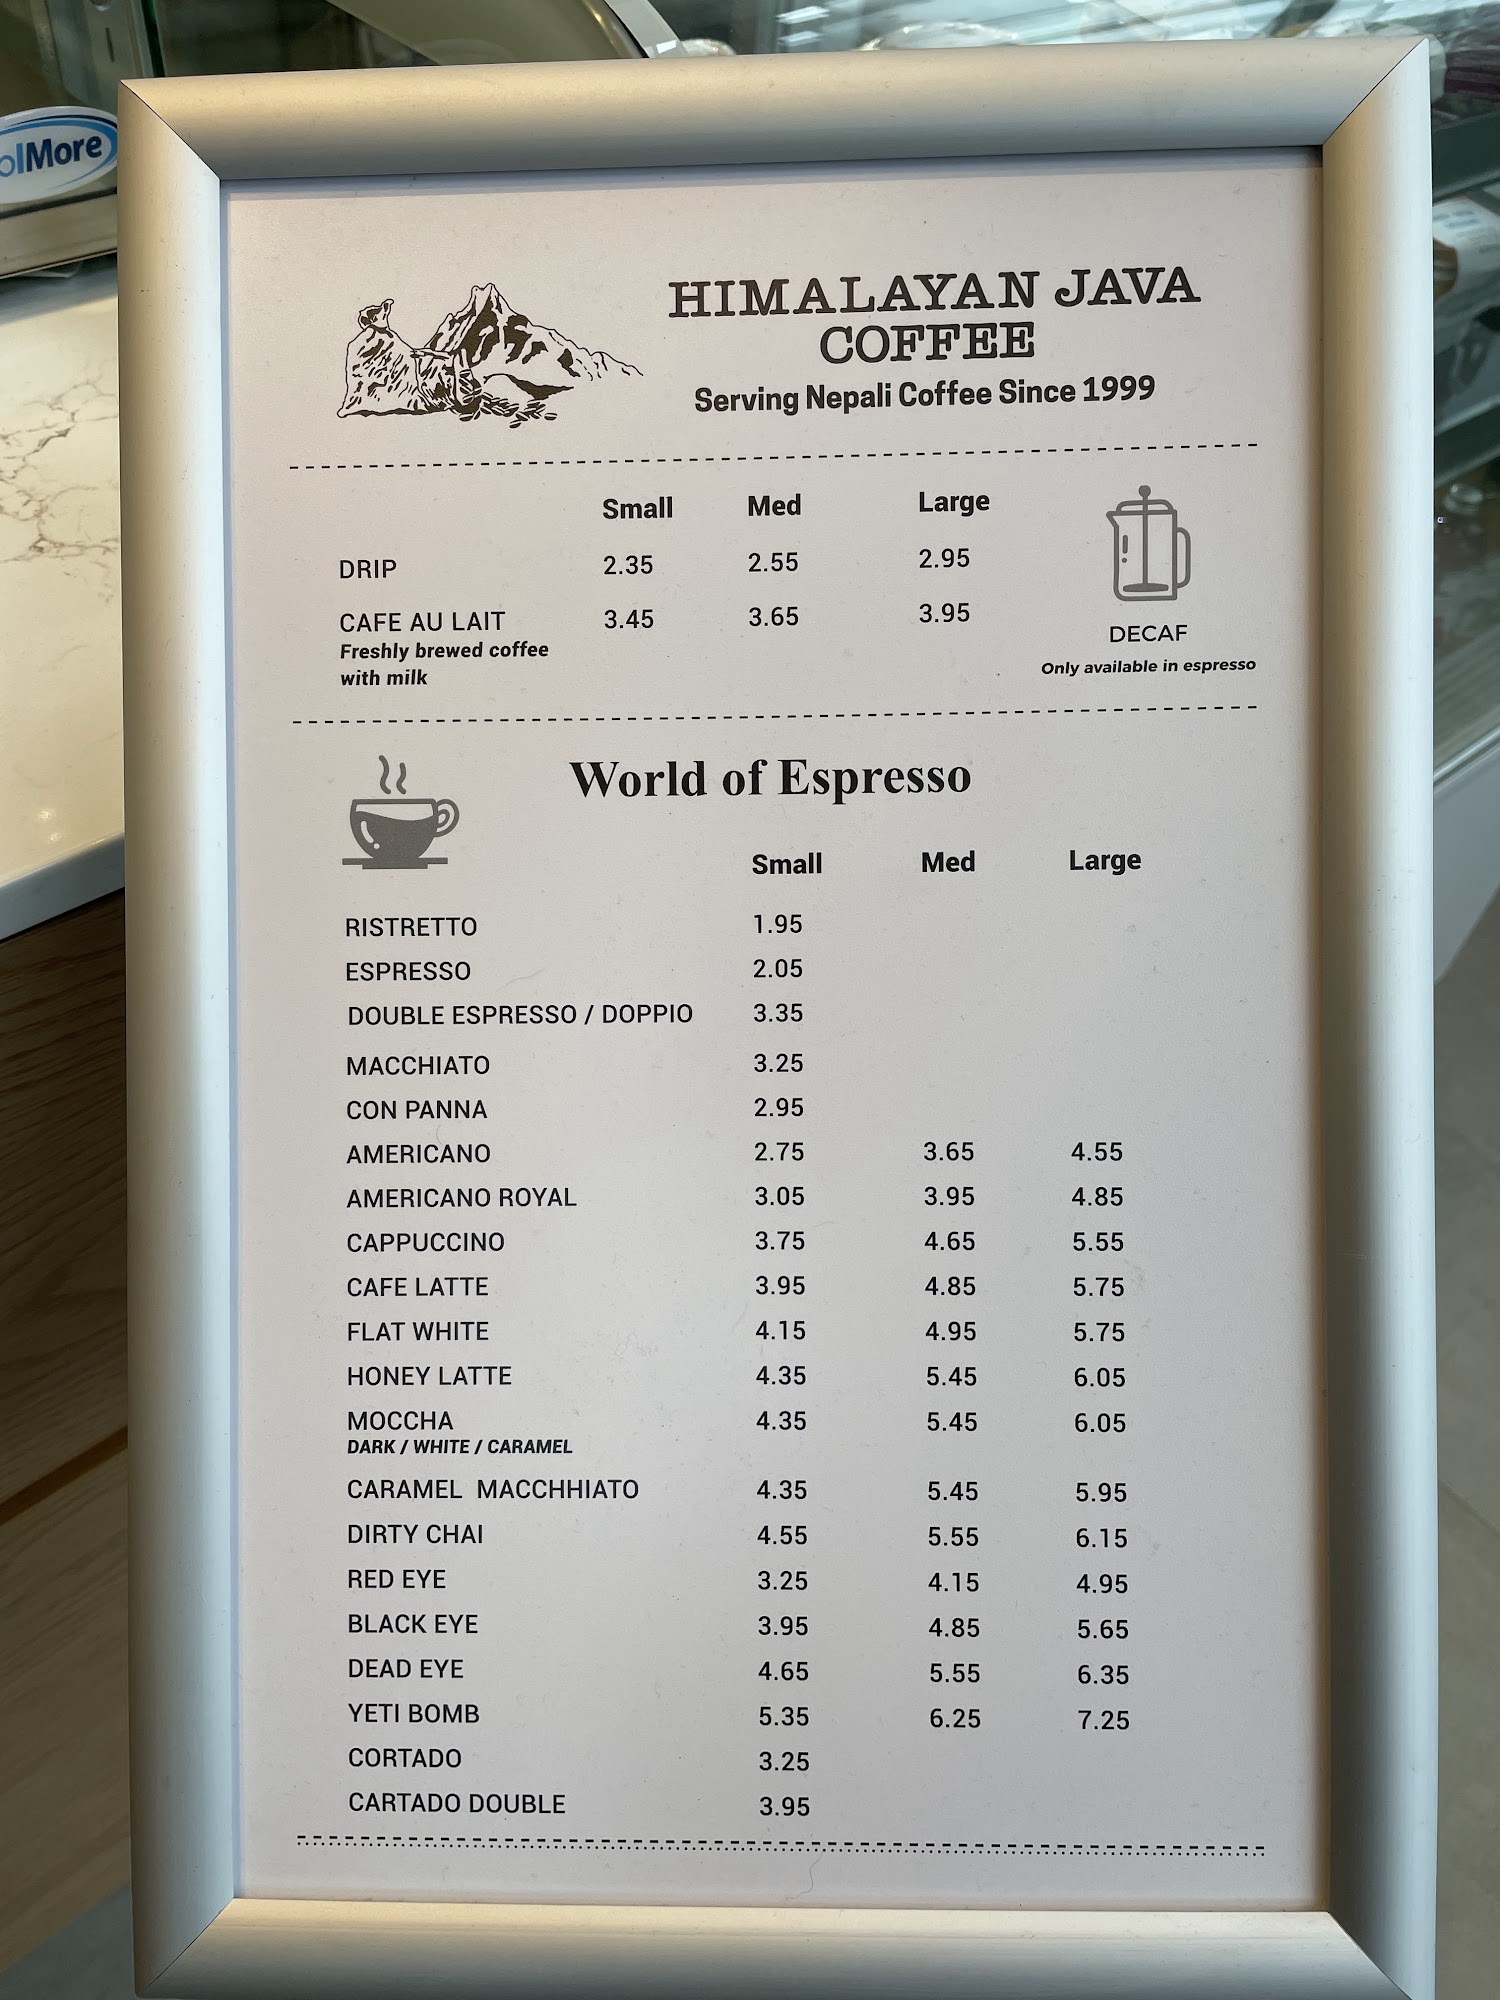 olMore
HIMALAYAN JAVA
COFFEE
Serving Nepali Coffee Since 1999
Small Med Large
DRIP 2.35 2.55 2.95
CAFE AU LAIT 3.45 3.65 3.95
Freshly brewed coffee
with milk
DECAF
Only available in espresso
World of Espresso
Small Med Large
RISTRETTO 1.95
ESPRESSO 2.05
DOUBLE ESPRESSO / DOPPIO 3.35
MACCHIATO 3.25
CON PANNA 2.95
AMERICANO 2.75 3.65 4.55
AMERICANO ROYAL 3.05 3.95 4.85
CAPPUCCINO 3.75 4.65 5.55
CAFE LATTE 3.95 4.85 5.75
FLAT WHITE 4.15 4.95 5.75
HONEY LATTE 4.35 5.45 6.05
MOCCHA 4.35 5.45 6.05
DARK / WHITE / CARAMEL
CARAMEL MACCHHIATO 4.35 5.45 5.95
DIRTY CHAI 4.55 5.55 6.15
RED EYE 3.25 4.15 4.95
BLACK EYE 3.95 4.85 5.65
DEAD EYE 4.65 5.55 6.35
YETI BOMB 5.35 6.25 7.25
CORTADO 3.25
CARTADO DOUBLE 3.95